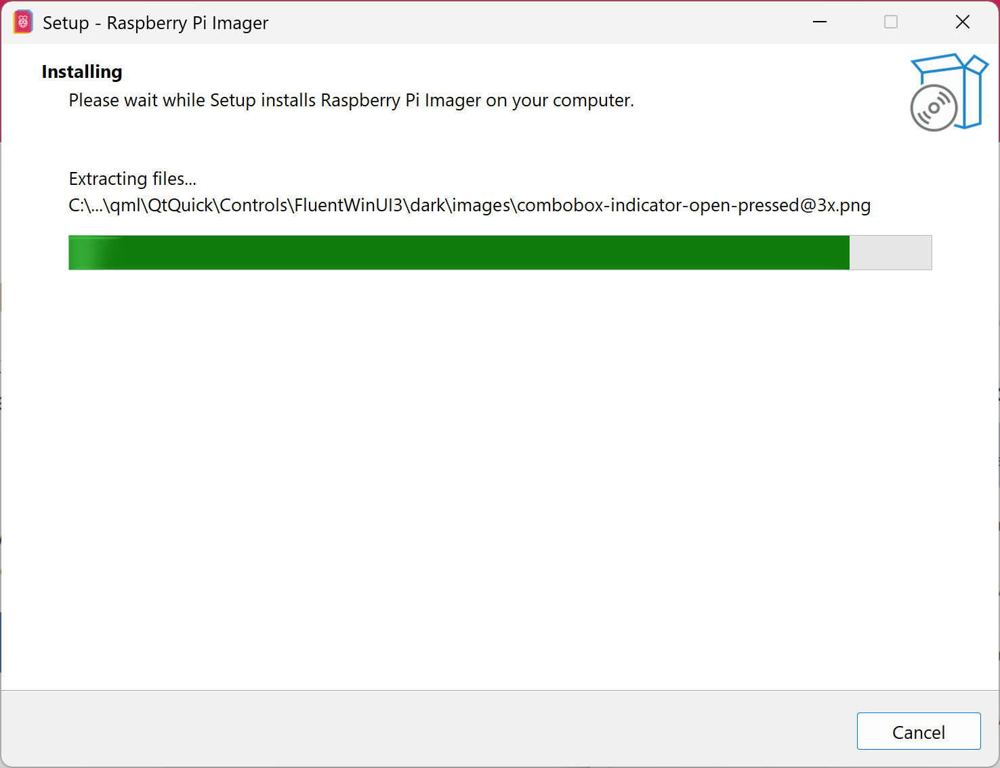 Setup - Raspberry Pi Imager
Installing
Please wait while Setup installs Raspberry Pi Imager on your computer.
Extracting files...
C:\...\qml\QtQuick\Controls\FluentWinUI3\dark\images\combobox-indicator-open-pressed@3x.png
Cancel